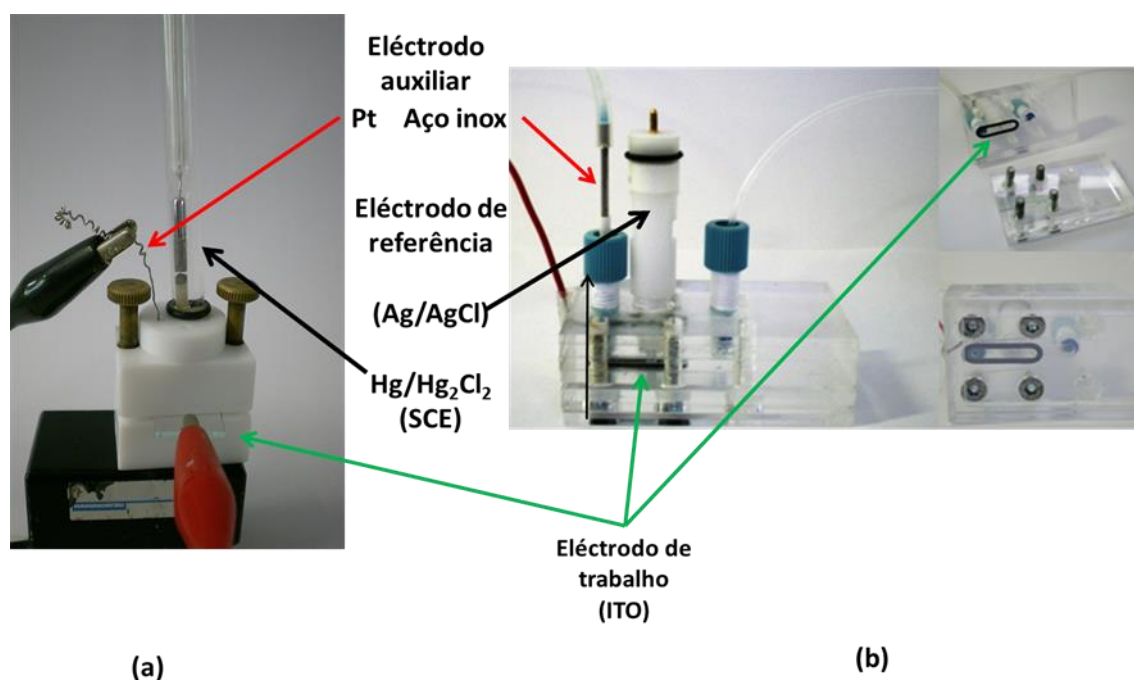 Eléctrodo
auxiliar
Pt Aço inox
Eléctrodo de
referência
(Ag/AgCl)
Hg/Hg₂Cl₂
(SCE)
Eléctrodo de
trabalho
(ITO)
(a)
(b)